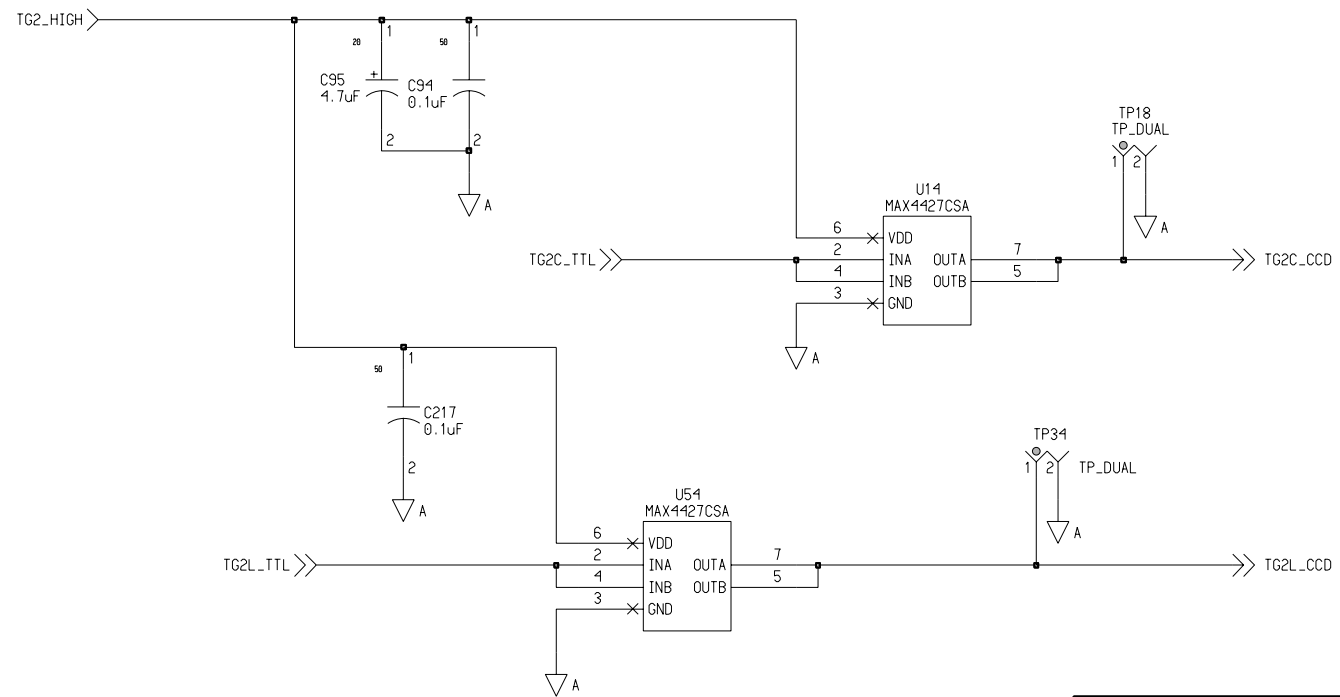 TG2_HIGH
1
1
20
50
C95
4.7uF
+
C94
0.1uF
2
2
A
TP18
TP_DUAL
1
2
A
U14
MAX4427CSA
6
VDD
TG2C_TTL
2
INA
OUTA
7
TG2C_CCD
4
INB
OUTB
5
3
GND
A
1
50
C217
0.1uF
2
A
TP34
1
2
TP_DUAL
A
U54
MAX4427CSA
6
VDD
TG2L_TTL
2
INA
OUTA
7
TG2L_CCD
4
INB
OUTB
5
3
GND
A